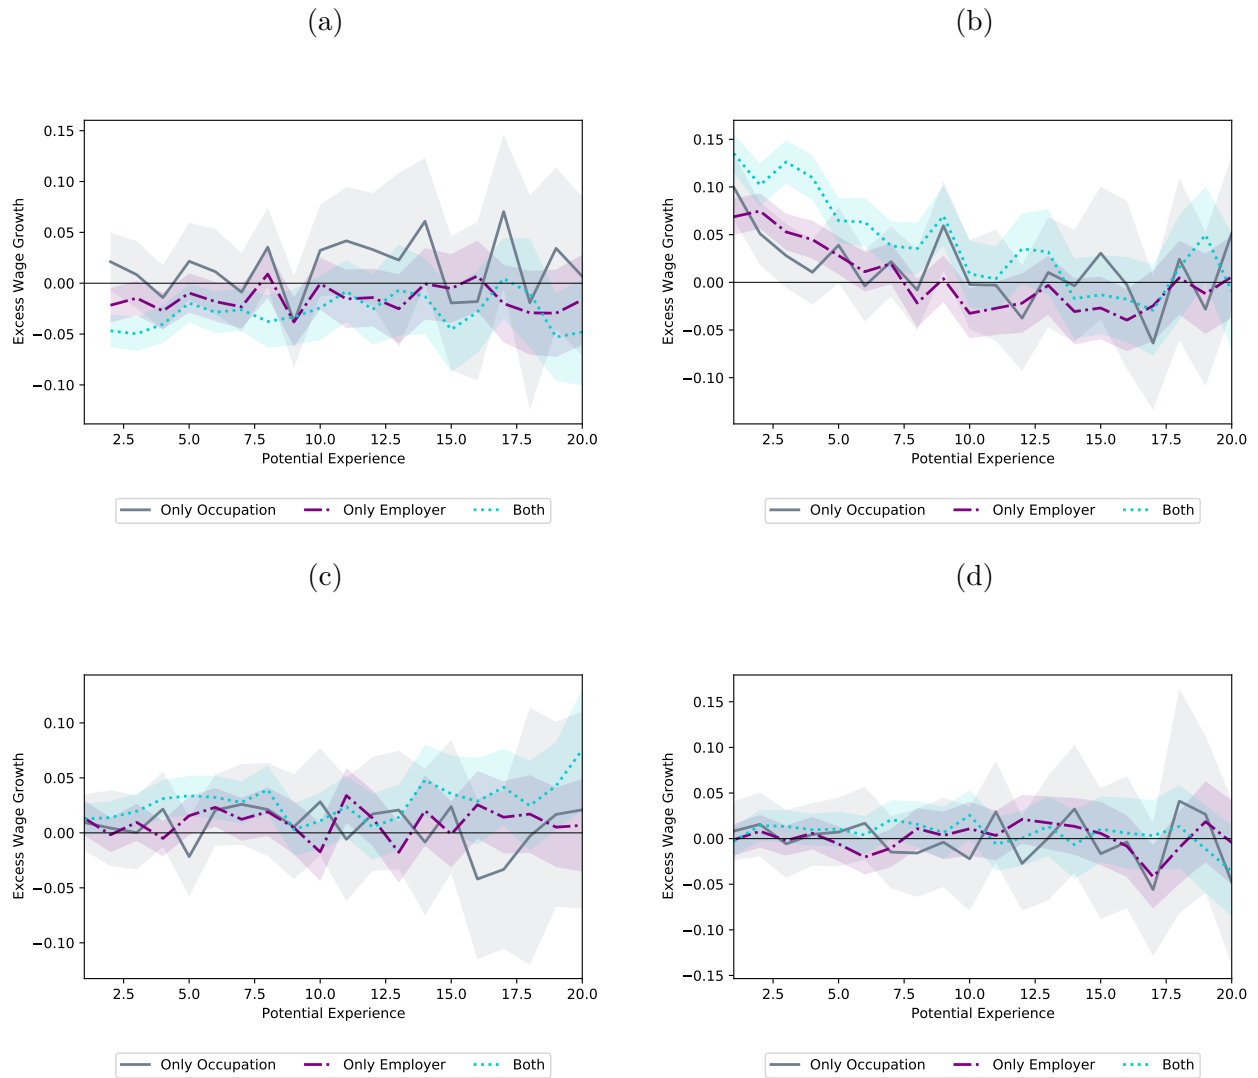 (a)
0.15
0.10
0.05
0.00
−0.05
−0.10
Excess Wage Growth
2.5 5.0 7.5 10.0 12.5 15.0 17.5 20.0
Potential Experience
Only Occupation Only Employer Both
(b)
0.15
0.10
0.05
0.00
−0.05
−0.10
Excess Wage Growth
2.5 5.0 7.5 10.0 12.5 15.0 17.5 20.0
Potential Experience
Only Occupation Only Employer Both
(c)
0.10
0.05
0.00
−0.05
−0.10
Excess Wage Growth
2.5 5.0 7.5 10.0 12.5 15.0 17.5 20.0
Potential Experience
Only Occupation Only Employer Both
(d)
0.15
0.10
0.05
0.00
−0.05
−0.10
−0.15
Excess Wage Growth
2.5 5.0 7.5 10.0 12.5 15.0 17.5 20.0
Potential Experience
Only Occupation Only Employer Both